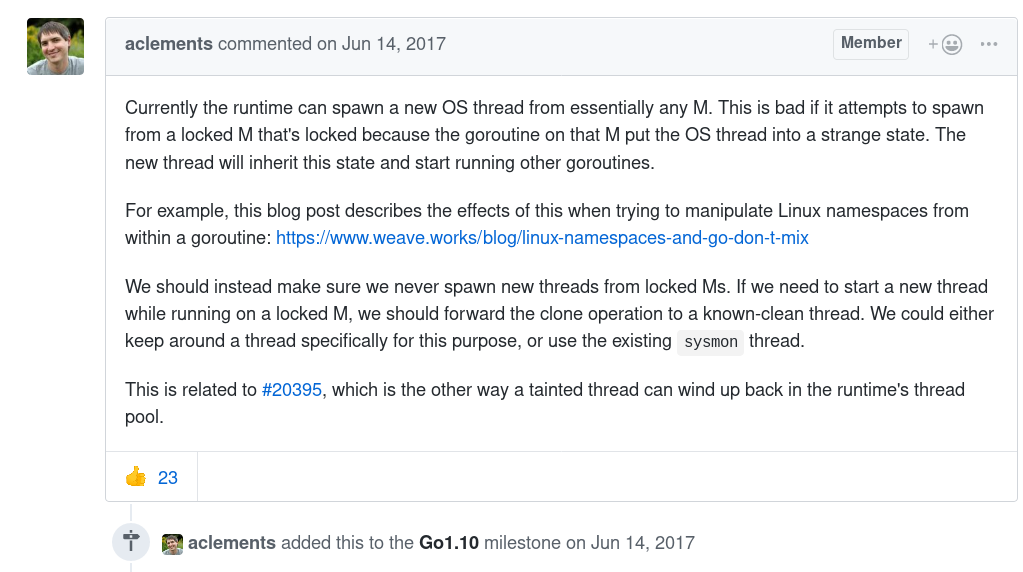 aclements commented on Jun 14, 2017 Member
Currently the runtime can spawn a new OS thread from essentially any M. This is bad if it attempts to spawn
from a locked M that's locked because the goroutine on that M put the OS thread into a strange state. The
new thread will inherit this state and start running other goroutines.
For example, this blog post describes the effects of this when trying to manipulate Linux namespaces from
within a goroutine: https://www.weave.works/blog/linux-namespaces-and-go-don-t-mix
We should instead make sure we never spawn new threads from locked Ms. If we need to start a new thread
while running on a locked M, we should forward the clone operation to a known-clean thread. We could either
keep around a thread specifically for this purpose, or use the existing sysmon thread.
This is related to #20395, which is the other way a tainted thread can wind up back in the runtime's thread
pool.
👍 23
aclements added this to the Go1.10 milestone on Jun 14, 2017